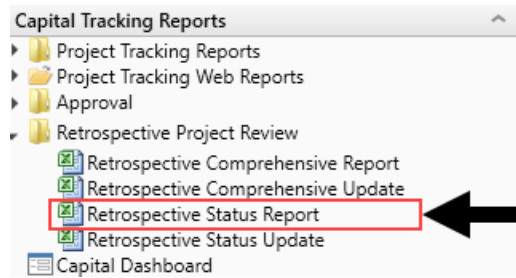 Capital Tracking Reports
Project Tracking Reports
Project Tracking Web Reports
Approval
Retrospective Project Review
Retrospective Comprehensive Report
Retrospective Comprehensive Update
Retrospective Status Report
Retrospective Status Update
Capital Dashboard